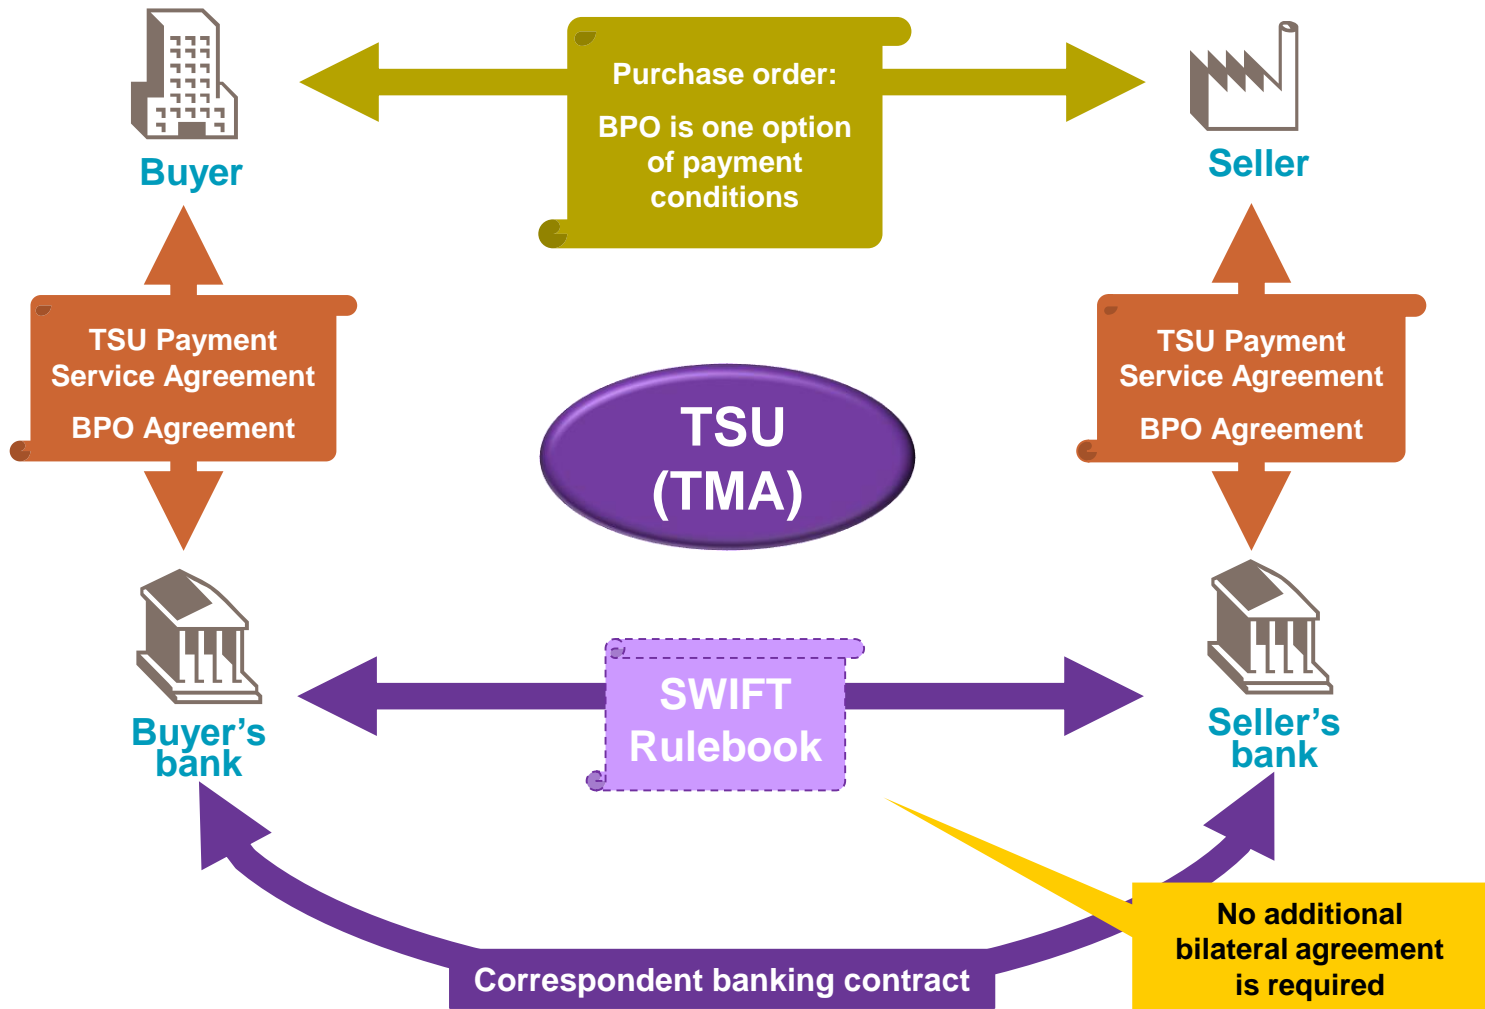 Purchase order:
BPO is one option
of payment
conditions
Buyer
Seller
TSU Payment
Service Agreement
BPO Agreement
TSU
(TMA)
TSU Payment
Service Agreement
BPO Agreement
SWIFT
Rulebook
Buyer’s
bank
Seller’s
bank
No additional
bilateral agreement
is required
Correspondent banking contract